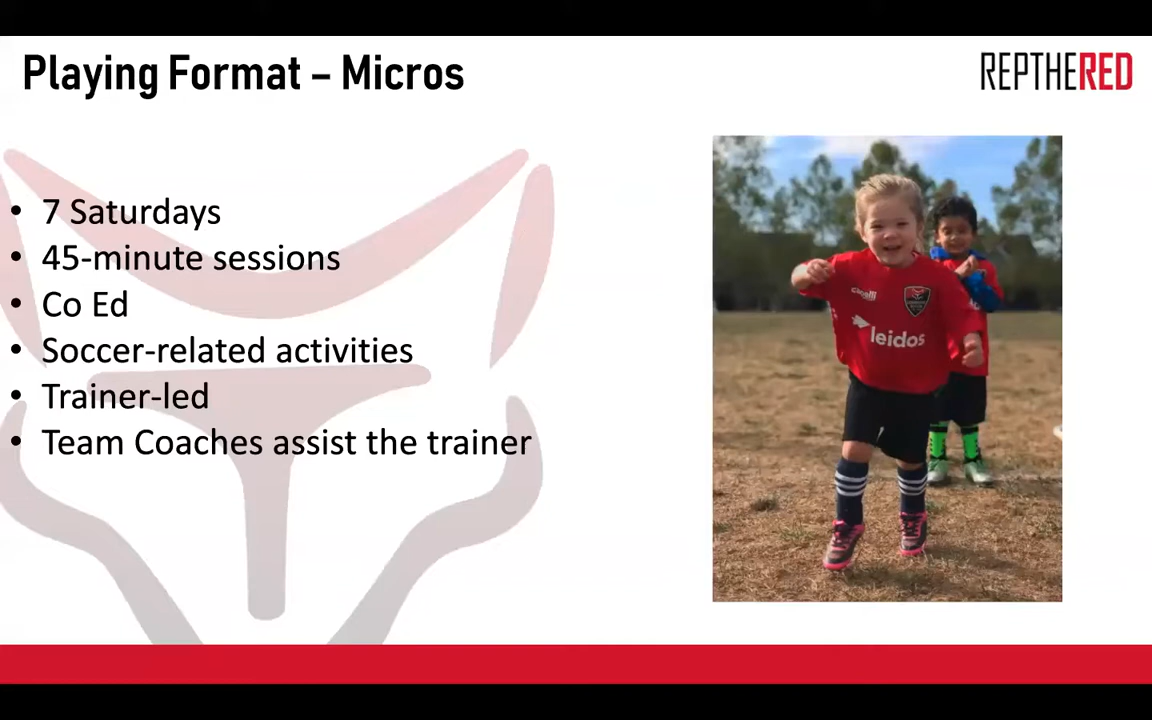 Playing Format – Micros
REPTHERED
• 7 Saturdays
• 45-minute sessions
• Co Ed
• Soccer-related activities
• Trainer-led
• Team Coaches assist the trainer
capelli
leidos